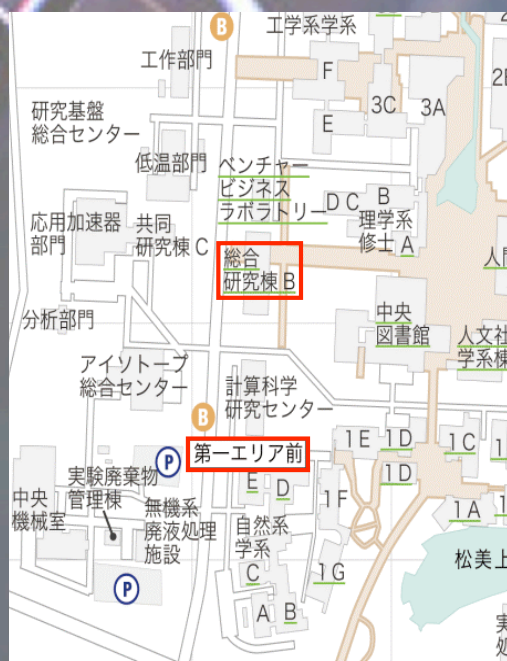 B
工学系学系
工作部門
F
2
3C
3A
研究基盤
総合センター
E
低温部門
ベンチャー
ビジネス
ラボラトリー
D C
B
理学系
修士 A
応用加速器
部門
共同
研究棟 C
総合
研究棟 B
人間
中央
図書館
人文社
学系棟
分析部門
アイソトープ
総合センター
計算科学
研究センター
B
第一エリア前
1E
1D
1C
1
P
1D
E
D
1F
中央
機械室
実験廃棄物
管理棟
無機系
廃液処理
施設
自然系
学系
1A
1
C
1G
松美上
P
A
B